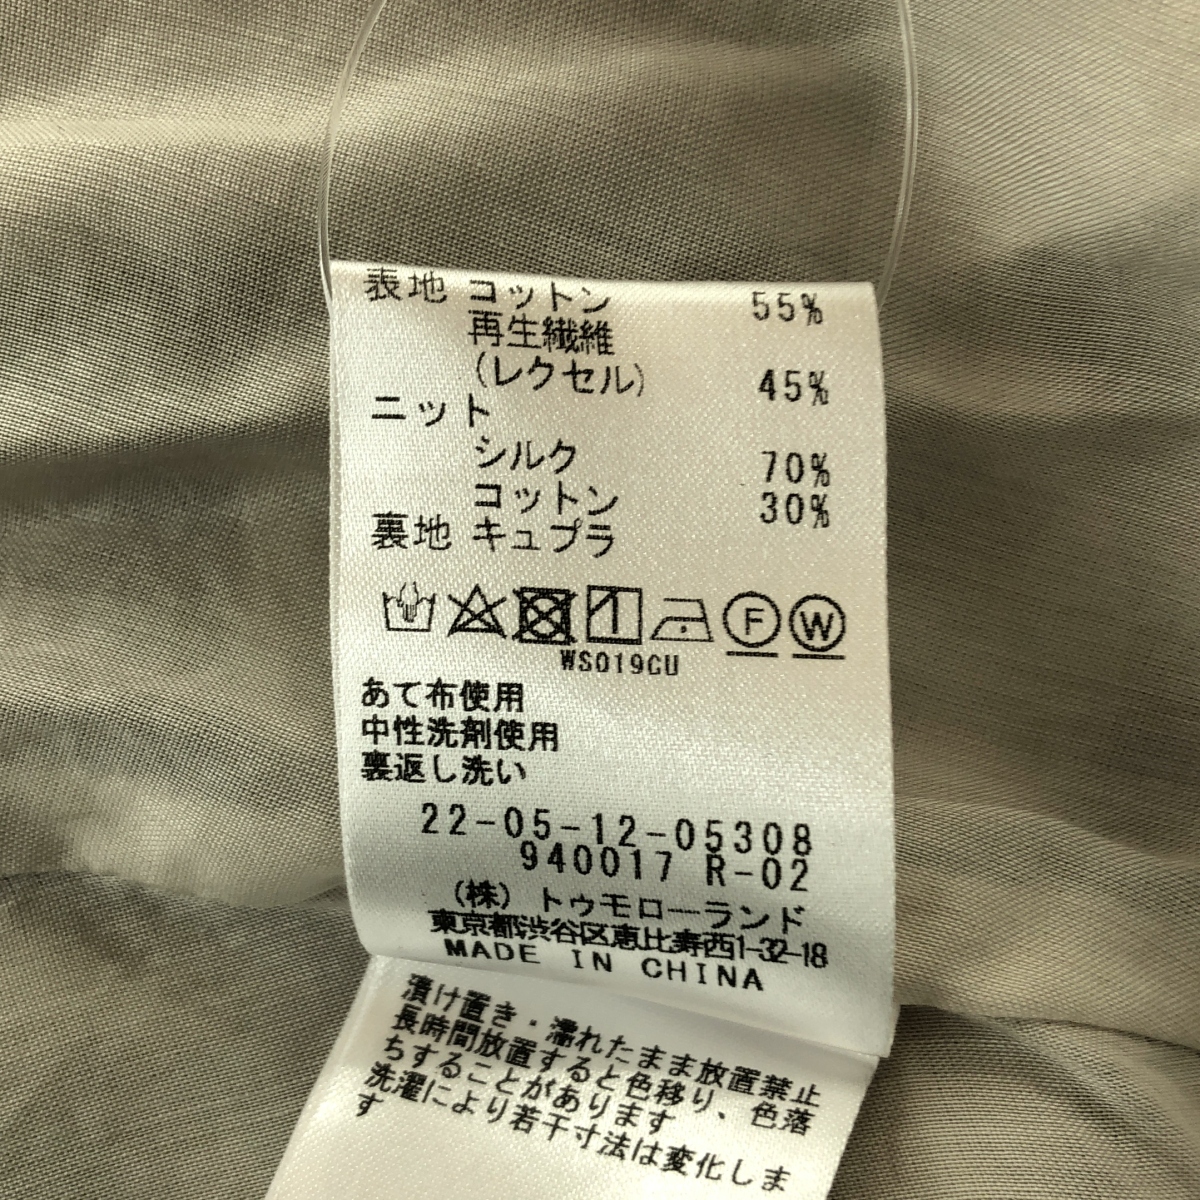 表地 コットン 55%
再生繊維
(レクセル) 45%
ニット
シルク 70%
コットン 30%
裏地 キュプラ
F W
WS019CU
あて布使用
中性洗剤使用
裏返し洗い
22-05-12-05308
940017 R-02
(株) トゥモローランド
東京都渋谷区恵比寿西1-32-18
MADE IN CHINA
漬け置き・濡れたまま放置禁止
長時間放置すると色移り、色落
ちすることがあります
洗濯により若干寸法は変化しま
す